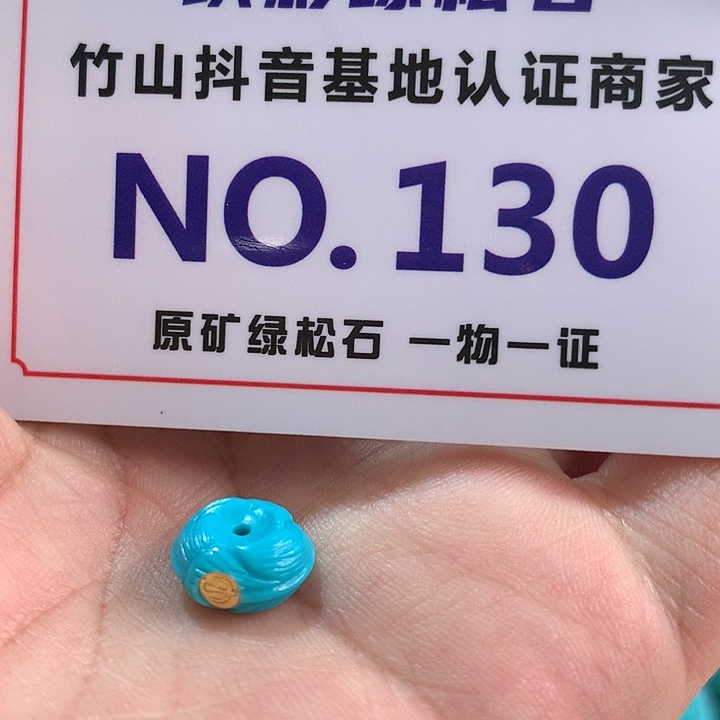 竹山抖音基地认证商家
NO.130
原矿绿松石 一物一证